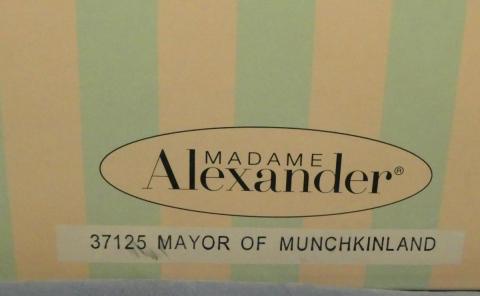 MADAME
Alexander®
37125 MAYOR OF MUNCHKINLAND